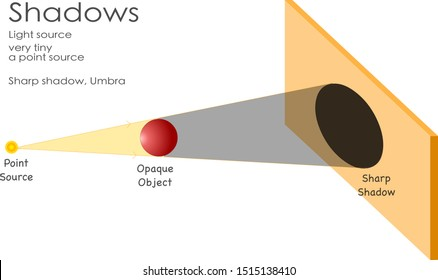 Shadows
Light source
very tiny
a point source
Sharp shadow, Umbra
Point
Source
Opaque
Object
Sharp
Shadow
shutterstock.com · 1515138410